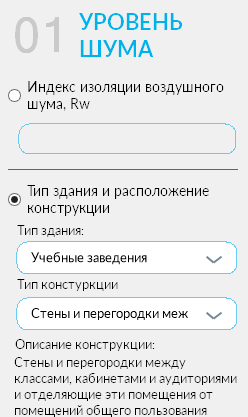 01 УРОВЕНЬ
ШУМА
Индекс изоляции воздушного
шума, Rw
Тип здания и расположение
конструкции
Тип здания:
Учебные заведения
Тип констуркции
Стены и перегородки меж
Описание конструкции:
Стены и перегородки между
классами, кабинетами и аудиториями
и отделяющие эти помещения от
помещений общего пользования